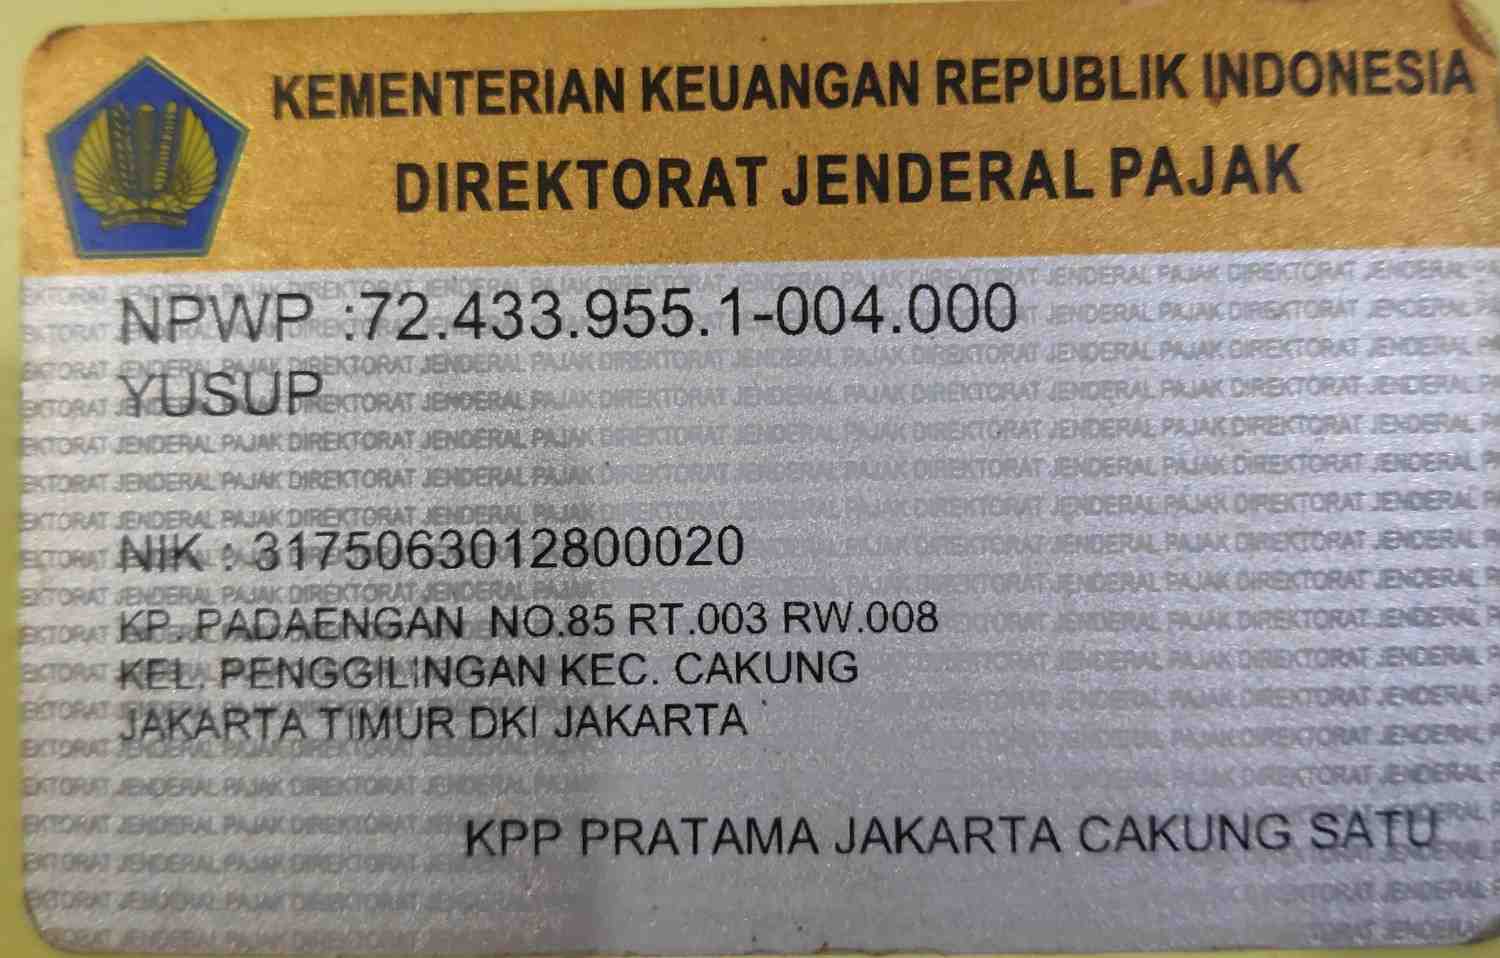 KEMENTERIAN KEUANGAN REPUBLIK INDONESIA
DIREKTORAT JENDERAL PAJAK
NPWP :72.433.955.1-004.000
YUSUP
NIK : 3175063012800020
KP. PADAENGAN NO.85 RT.003 RW.008
KEL. PENGGILINGAN KEC. CAKUNG
JAKARTA TIMUR DKI JAKARTA
KPP PRATAMA JAKARTA CAKUNG SATU